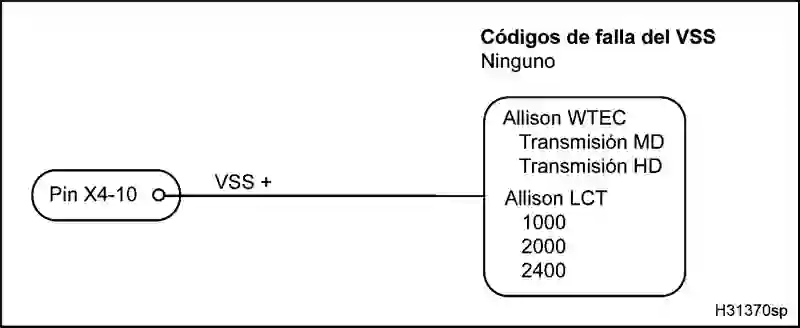 Códigos de falla del VSS
Ninguno
Pin X4-10
VSS +
Allison WTEC
Transmisión MD
Transmisión HD
Allison LCT
1000
2000
2400
H31370sp